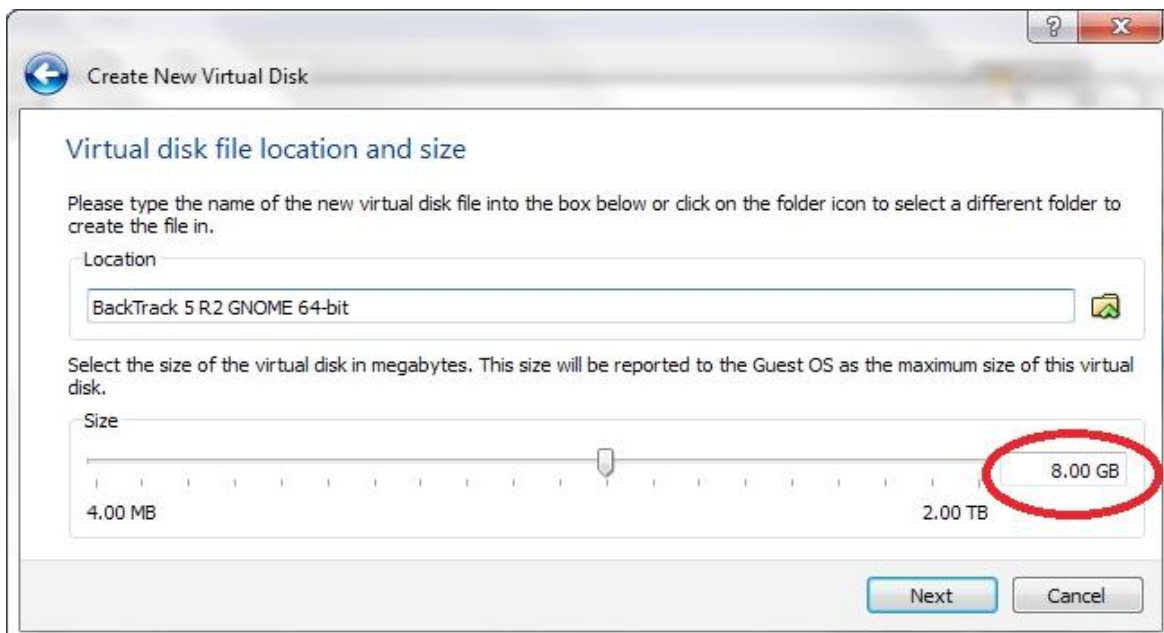 Create New Virtual Disk
Virtual disk file location and size
Please type the name of the new virtual disk file into the box below or click on the folder icon to select a different folder to
create the file in.
Location
BackTrack 5 R2 GNOME 64-bit
Select the size of the virtual disk in megabytes. This size will be reported to the Guest OS as the maximum size of this virtual
disk.
Size
8.00 GB
4.00 MB 2.00 TB
Next Cancel